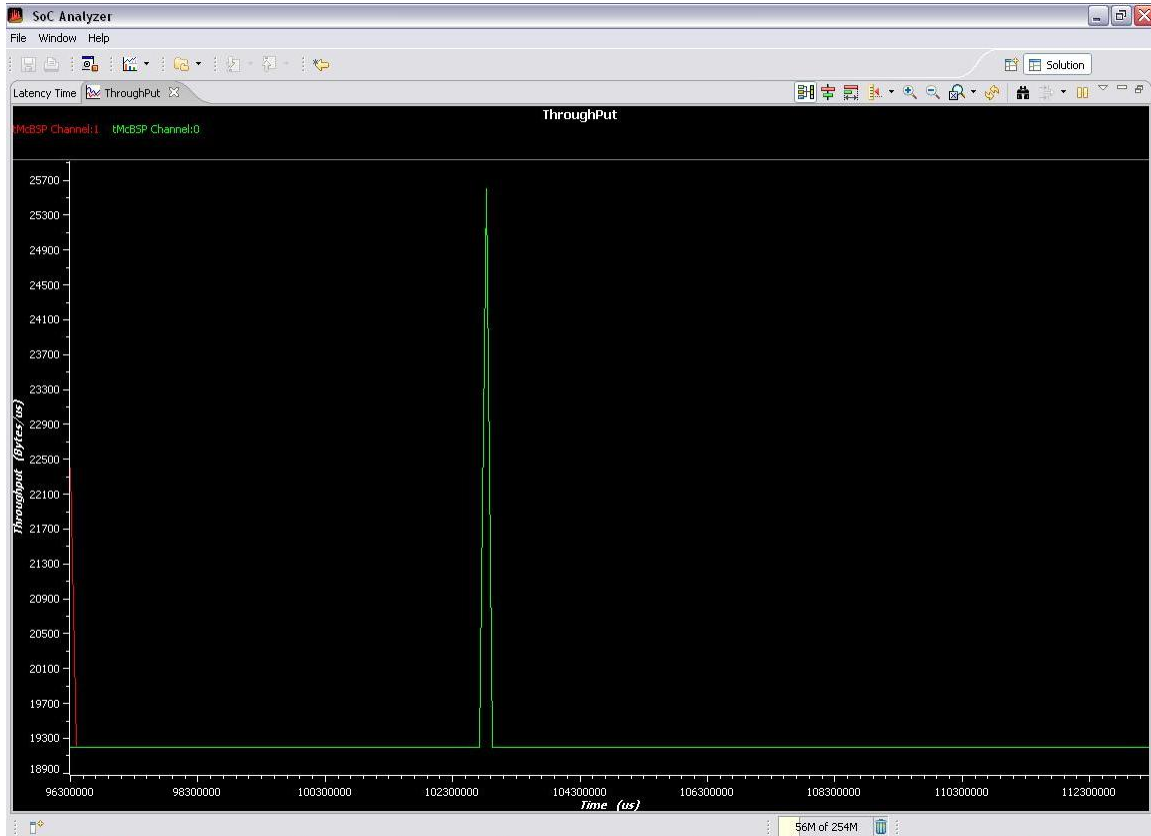 SoC Analyzer
File Window Help
Solution
Latency Time ThroughPut
ThroughPut
tMcBSP Channel:1 tMcBSP Channel:0
25700
25300
24900
24500
24100
23700
23300
22900
22500
22100
21700
21300
20900
20500
20100
19700
19300
18900
Throughput (Bytes/us)
96300000 98300000 100300000 102300000 104300000 106300000 108300000 110300000 112300000
Time (us)
56M of 254M